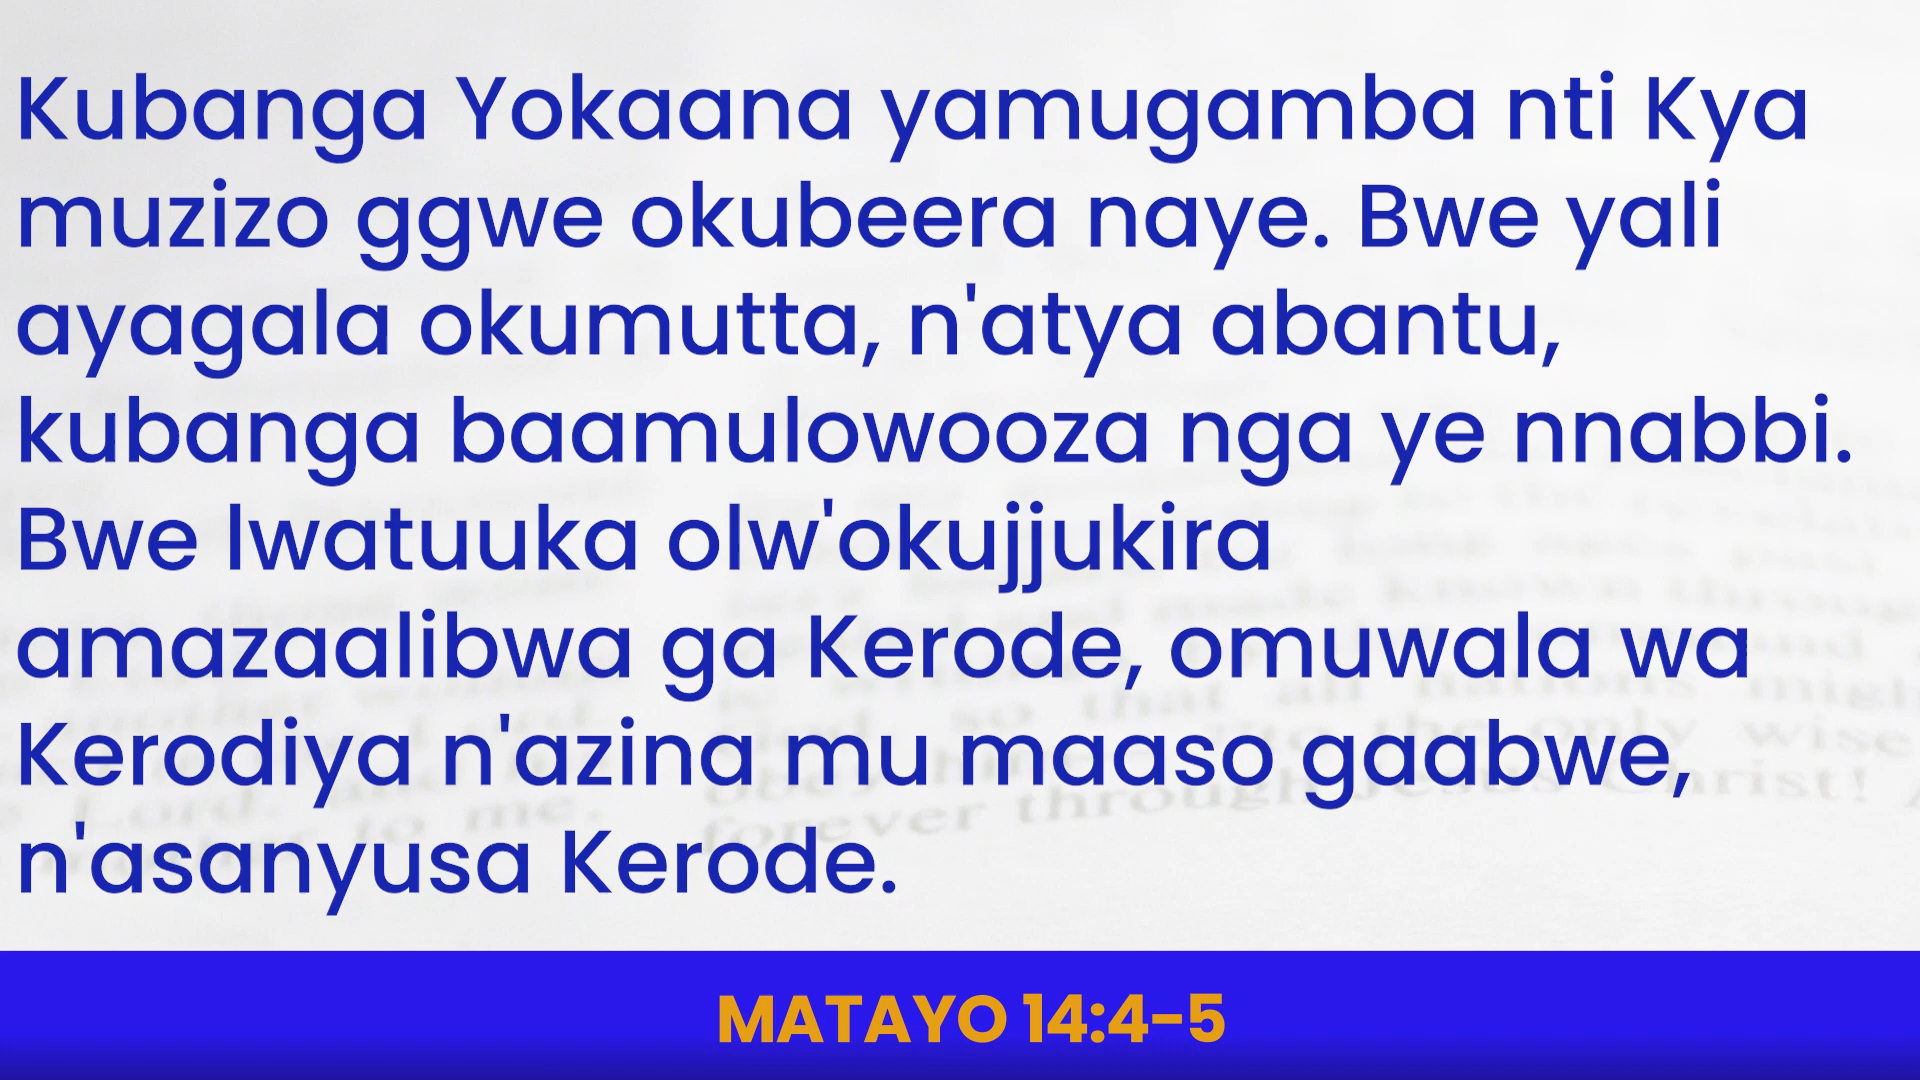 Kubanga Yokaana yamugamba nti Kya
muzizo ggwe okubeera naye. Bwe yali
ayagala okumutta, n'atya abantu,
kubanga baamulowooza nga ye nnabbi.
Bwe lwatuuka olw'okujjukira
amazaalibwa ga Kerode, omuwala wa
Kerodiya n'azina mu maaso gaabwe,
n'asanyusa Kerode.
MATAYO 14:4-5